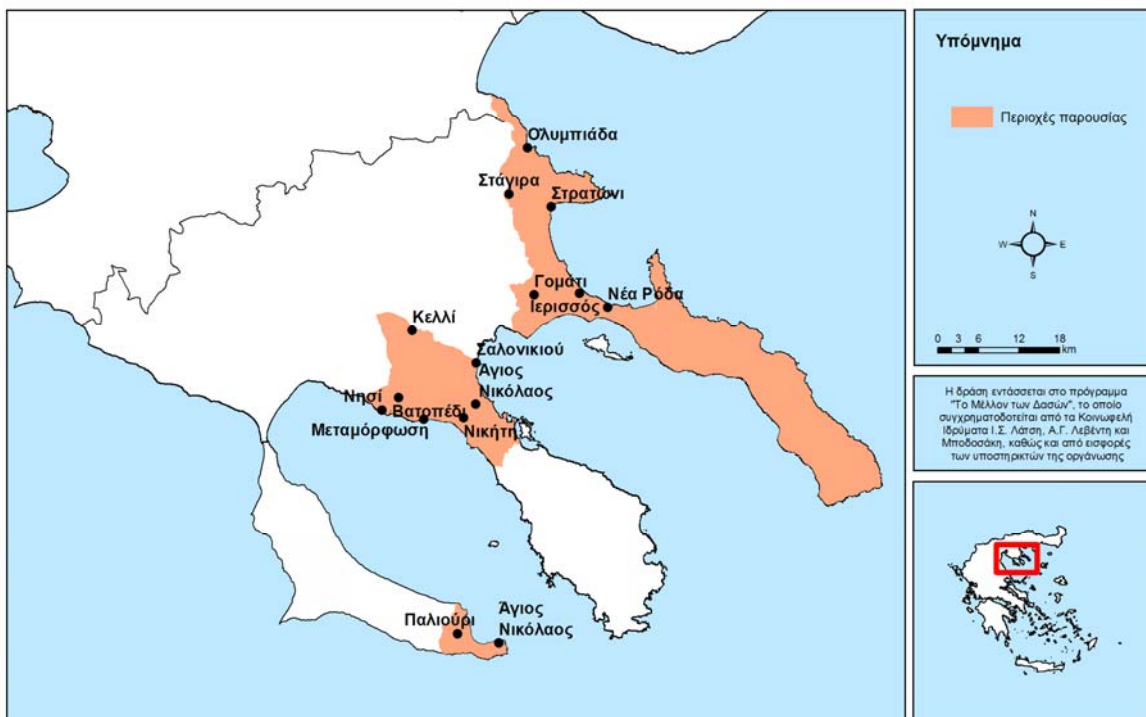 Ολυμπιάδα
Στάγιρα
Στρατώνι
Γομάτι
Ιερισσός
Νέα Ρόδα
Κελλί
Σαλονικιού
Άγιος
Νικόλαος
Νησί
Βατοπέδι
Μεταμόρφωση
Νικήτη
Παλιούρι
Άγιος
Νικόλαος
Υπόμνημα
Περιοχές παρουσίας
N
W E
S
0 3 6 12 18
km
Η δράση εντάσσεται στο πρόγραμμα
"Το Μέλλον των Δασών", το οποίο
συγχρηματοδοτείται από τα Κοινωφελή
Ιδρύματα Ι.Σ. Λάτση, Α.Γ. Λεβέντη και
Μποδοσάκη, καθώς και από εισφορές
των υποστηρικτών της οργάνωσης